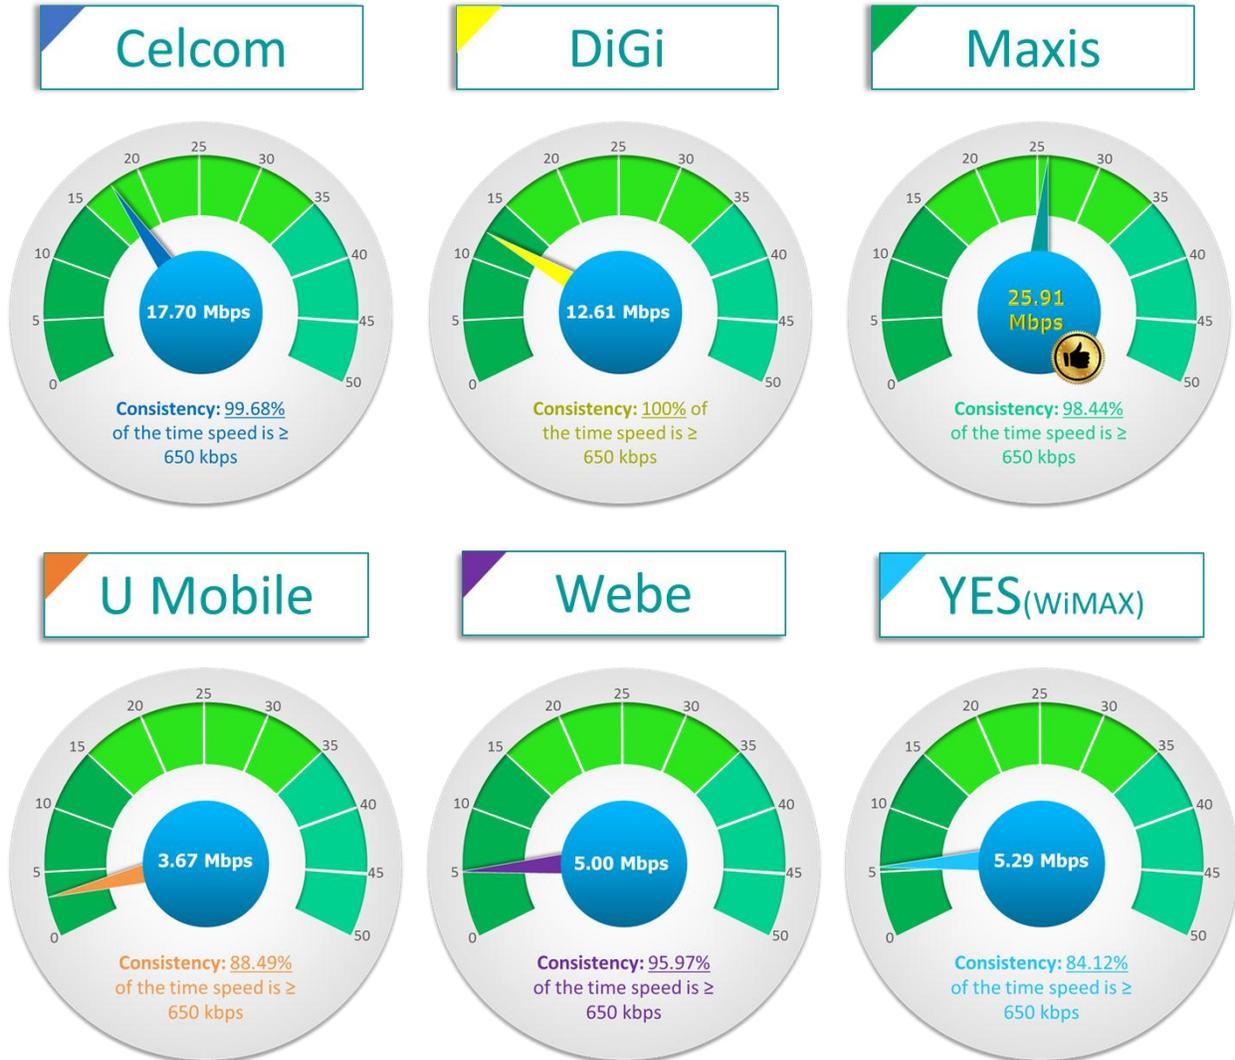 Celcom
DiGi
Maxis
0
5
10
15
20
25
30
35
40
45
50
17.70 Mbps
Consistency: 99.68%
of the time speed is ≥
650 kbps
0
5
10
15
20
25
30
35
40
45
50
12.61 Mbps
Consistency: 100% of
the time speed is ≥
650 kbps
0
5
10
15
20
25
30
35
40
45
50
25.91
Mbps
Consistency: 98.44%
of the time speed is ≥
650 kbps
U Mobile
Webe
YES(WiMAX)
0
5
10
15
20
25
30
35
40
45
50
3.67 Mbps
Consistency: 88.49%
of the time speed is ≥
650 kbps
0
5
10
15
20
25
30
35
40
45
50
5.00 Mbps
Consistency: 95.97%
of the time speed is ≥
650 kbps
0
5
10
15
20
25
30
35
40
45
50
5.29 Mbps
Consistency: 84.12%
of the time speed is ≥
650 kbps